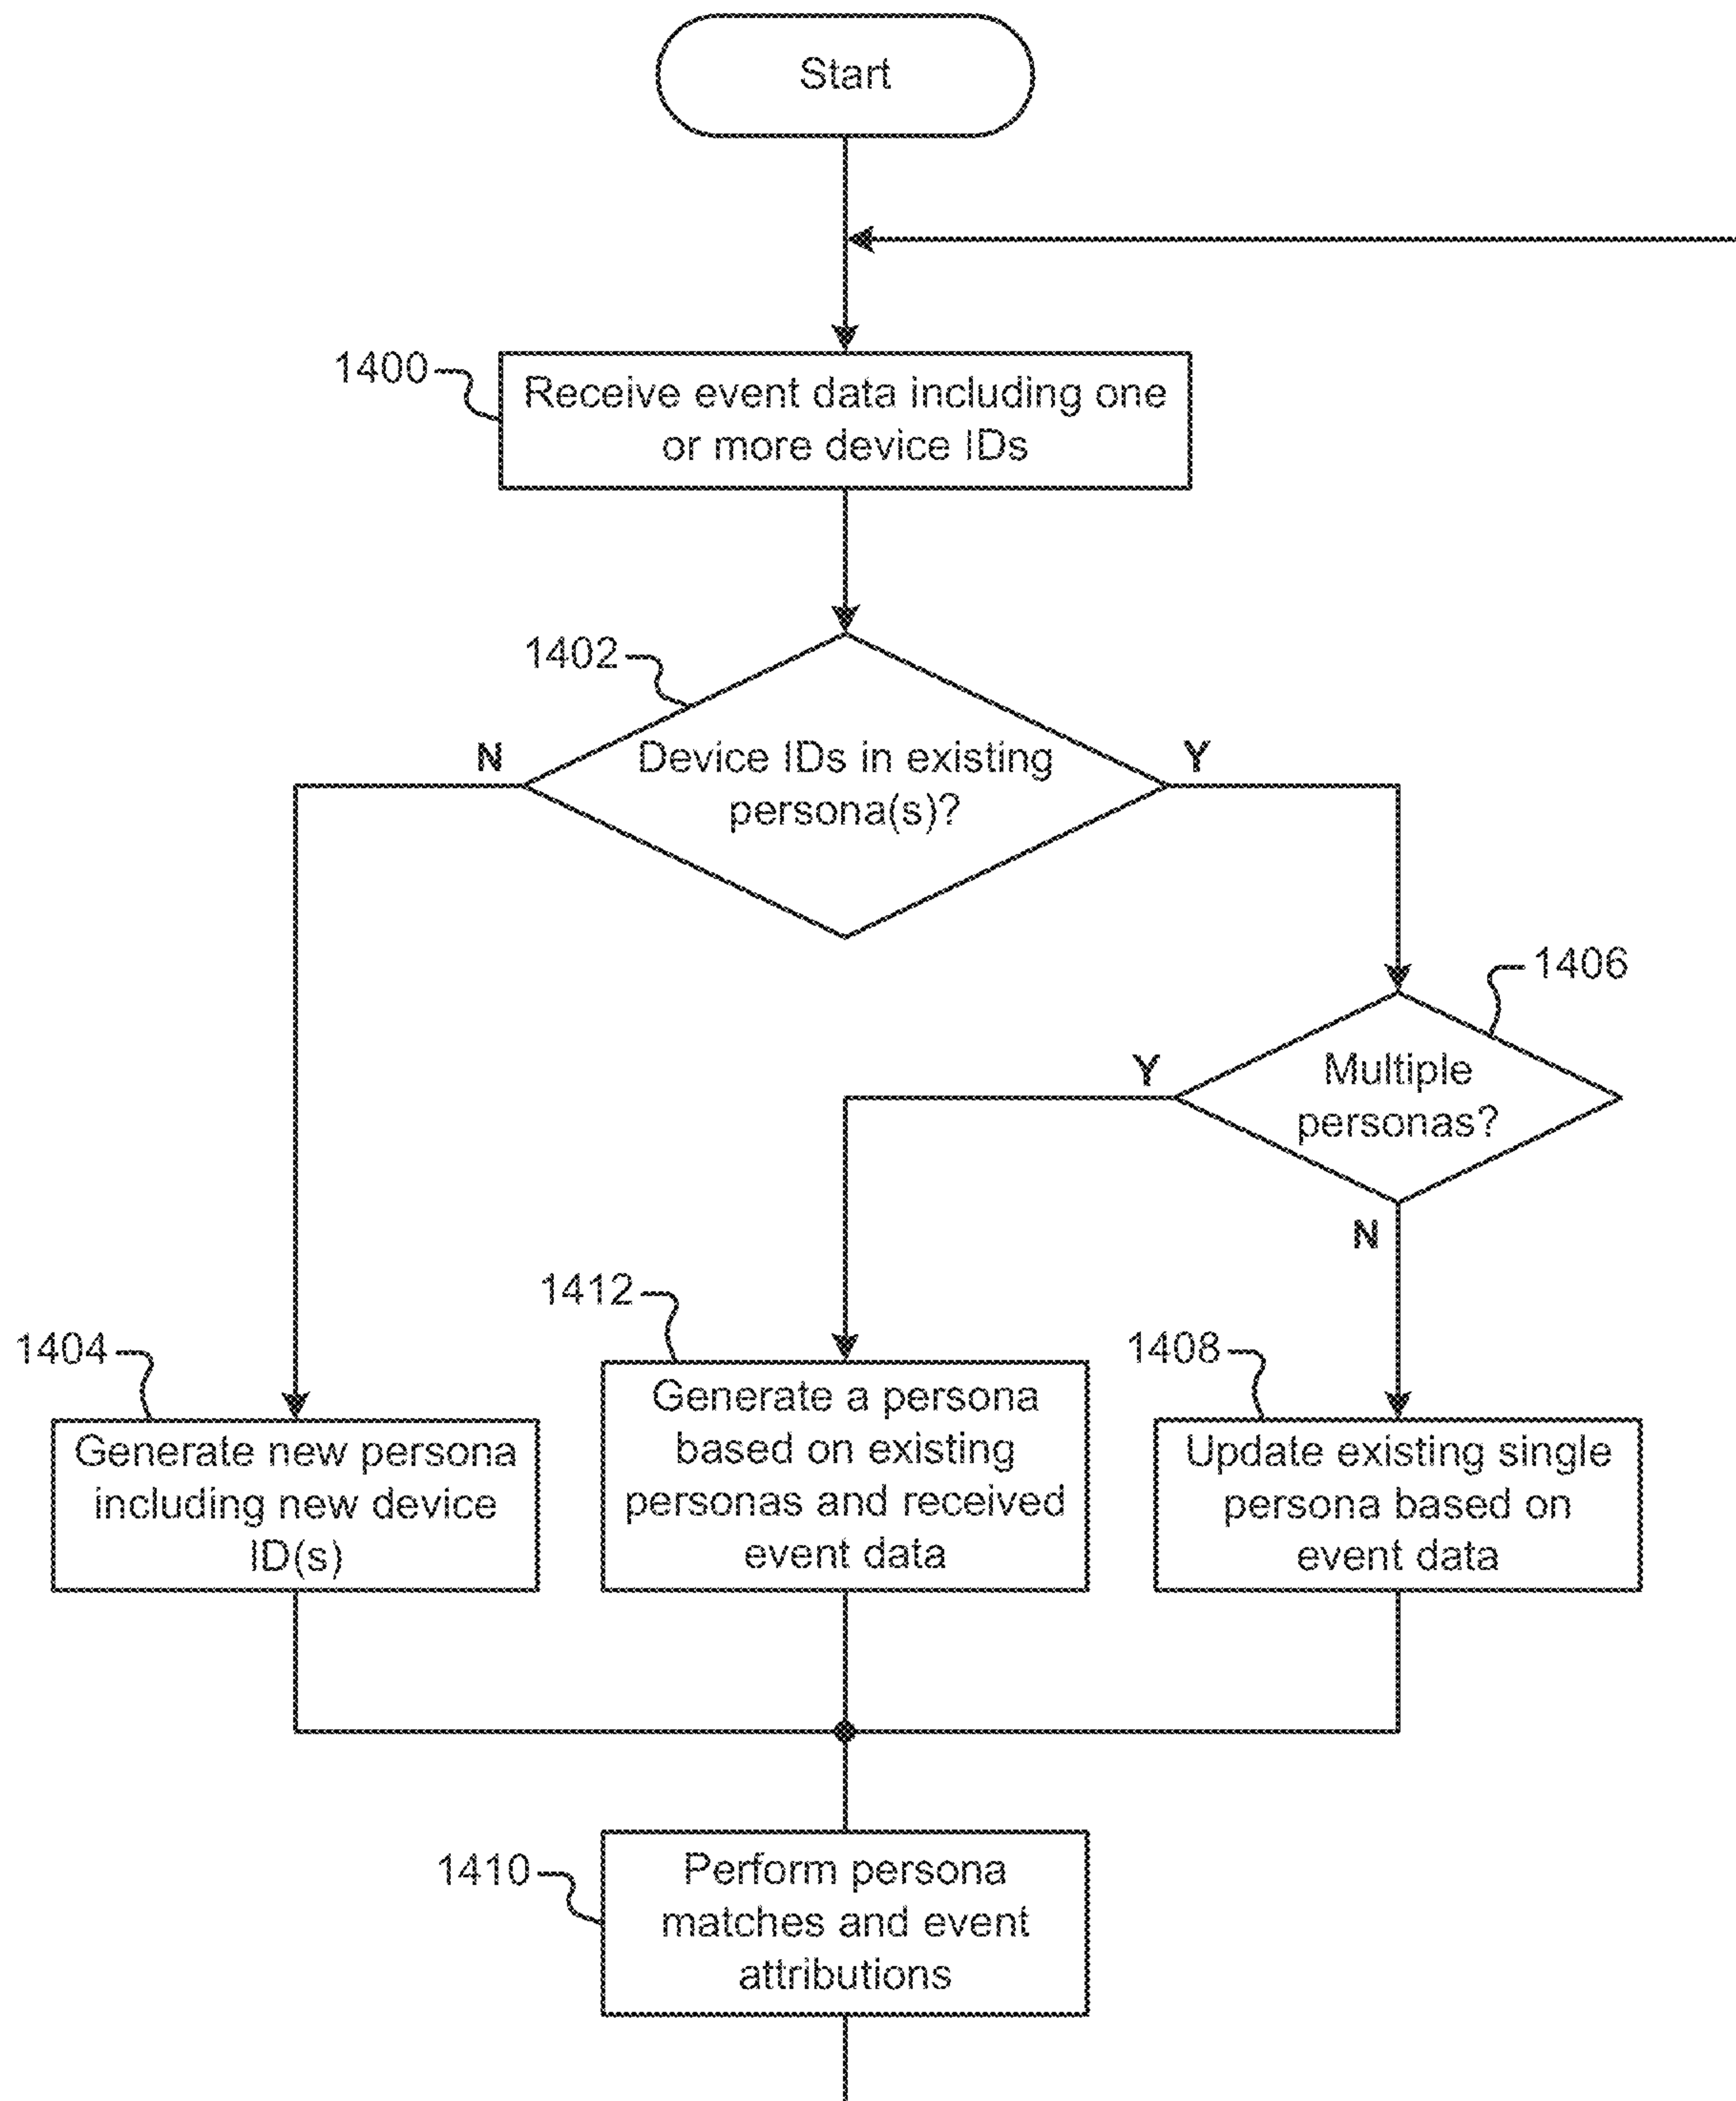 Start
1400
Receive event data including one
or more device IDs
1402
N
Device IDs in existing
persona(s)?
Y
1406
Y
Multiple
personas?
N
1404
Generate new persona
including new device
ID(s)
1412
Generate a persona
based on existing
personas and received
event data
1408
Update existing single
persona based on
event data
1410
Perform persona
matches and event
attributions